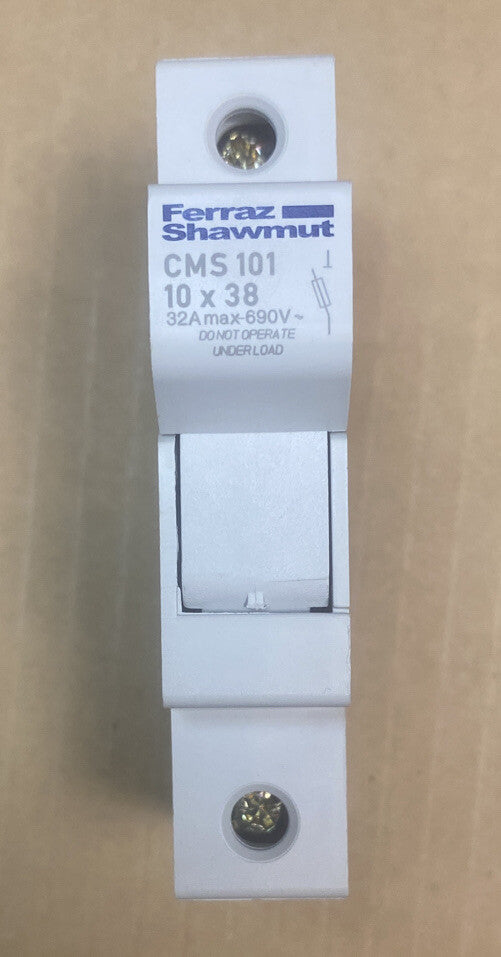 Ferraz
Shawmut
CMS 101
10 x 38
32A max-690V ~
DO NOT OPERATE
UNDER LOAD